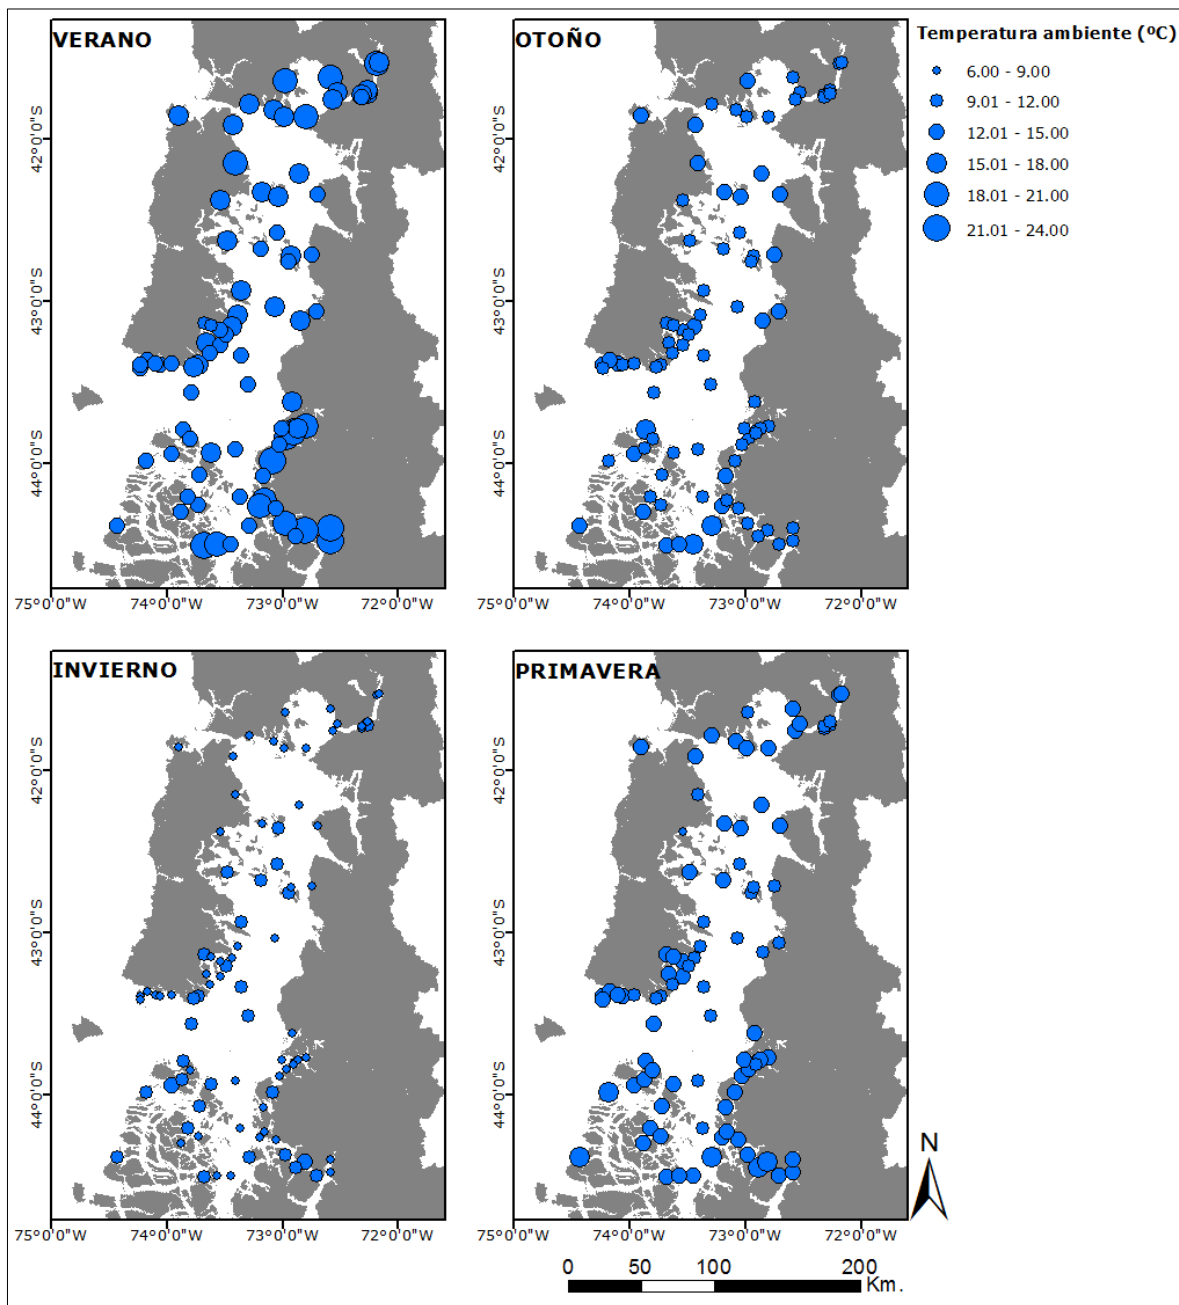 VERANO
OTOÑO
Temperatura ambiente (ºC)
6.00 - 9.00
9.01 - 12.00
12.01 - 15.00
15.01 - 18.00
18.01 - 21.00
21.01 - 24.00
42°0'0"S
43°0'0"S
44°0'0"S
42°0'0"S
43°0'0"S
44°0'0"S
75°0'0"W
74°0'0"W
73°0'0"W
72°0'0"W
75°0'0"W
74°0'0"W
73°0'0"W
72°0'0"W
INVIERNO
PRIMAVERA
42°0'0"S
43°0'0"S
44°0'0"S
42°0'0"S
43°0'0"S
44°0'0"S
N
75°0'0"W
74°0'0"W
73°0'0"W
72°0'0"W
75°0'0"W
74°0'0"W
73°0'0"W
72°0'0"W
0 50 100 200
Km.